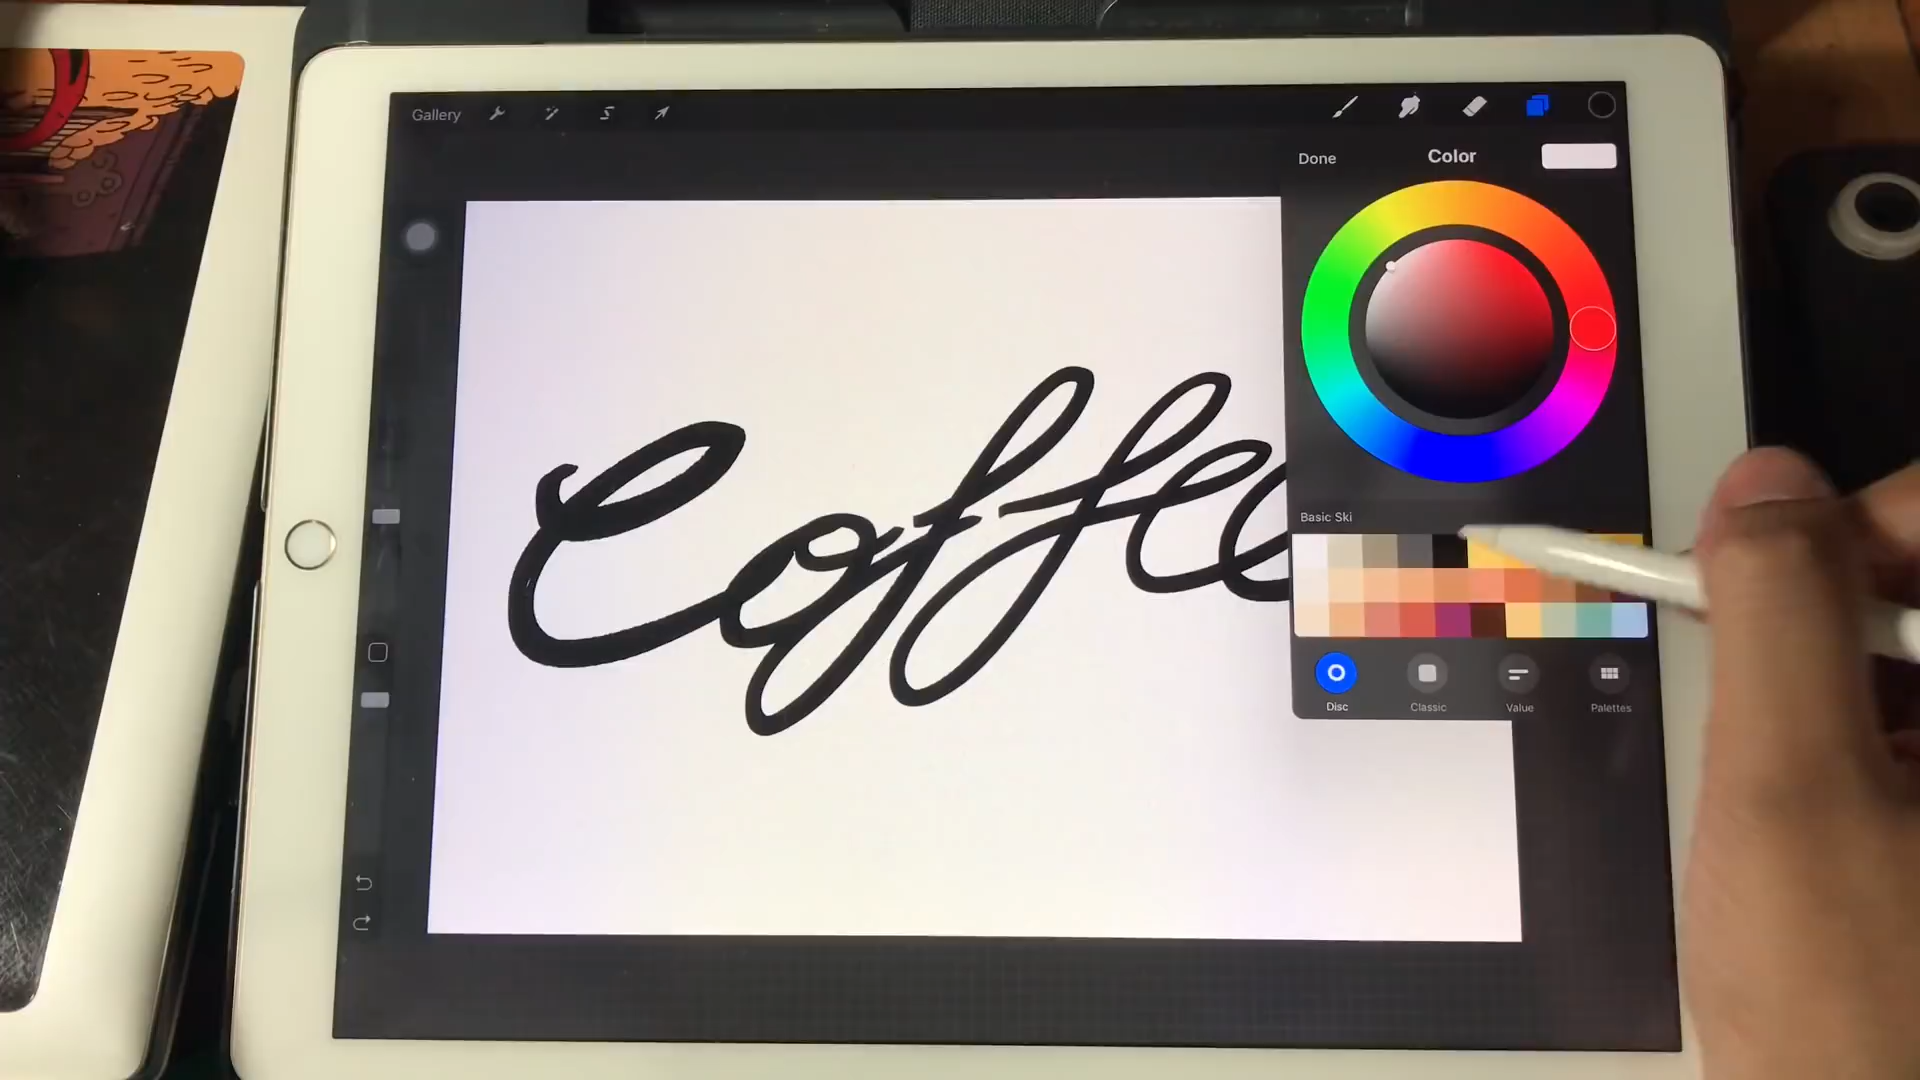 Gallery
Done
Color
Coffee
Basic Ski
Disc
Classic
Value
Palettes